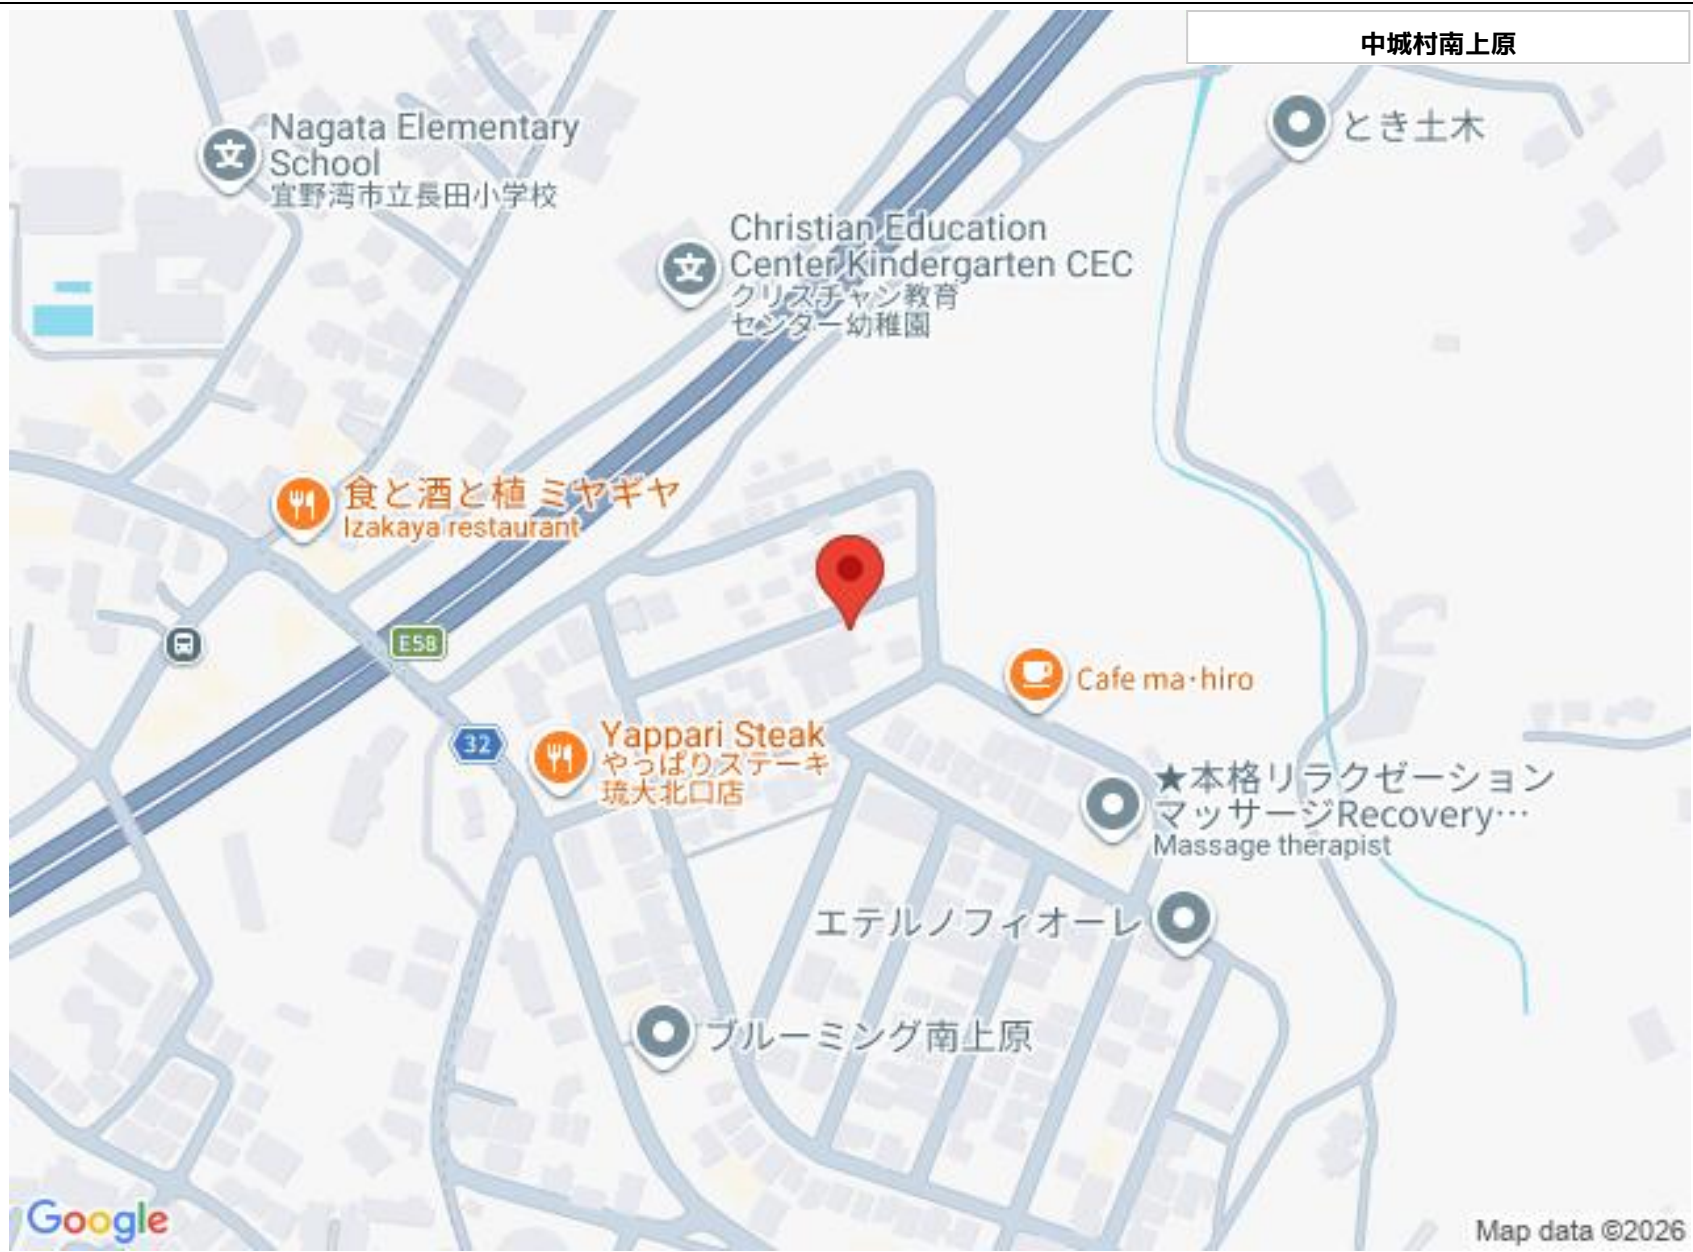 中城村南上原
とき土木
Nagata Elementary
School
宜野湾市立長田小学校
Christian Education
Center Kindergarten CEC
クリスチャン教育
センター幼稚園
食と酒と植 ミヤギヤ
Izakaya restaurant
E58
Cafe ma・hiro
32
Yappari Steak
やっぱりステーキ
琉大北口店
★本格リラクゼーション
マッサージRecovery…
Massage therapist
エテルノフィオーレ
ブルーミング南上原
Google
Map data ©2026